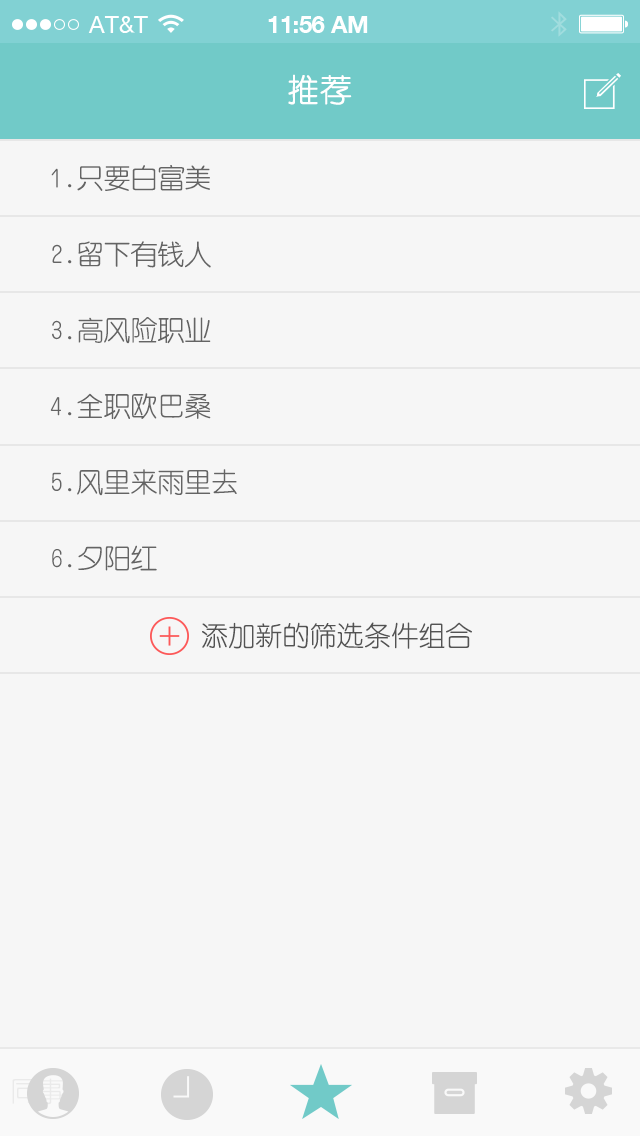 AT&T 11:56 AM
推荐
1.只要白富美
2.留下有钱人
3.高风险职业
4.全职欧巴桑
5.风里来雨里去
6.夕阳红
添加新的筛选条件组合